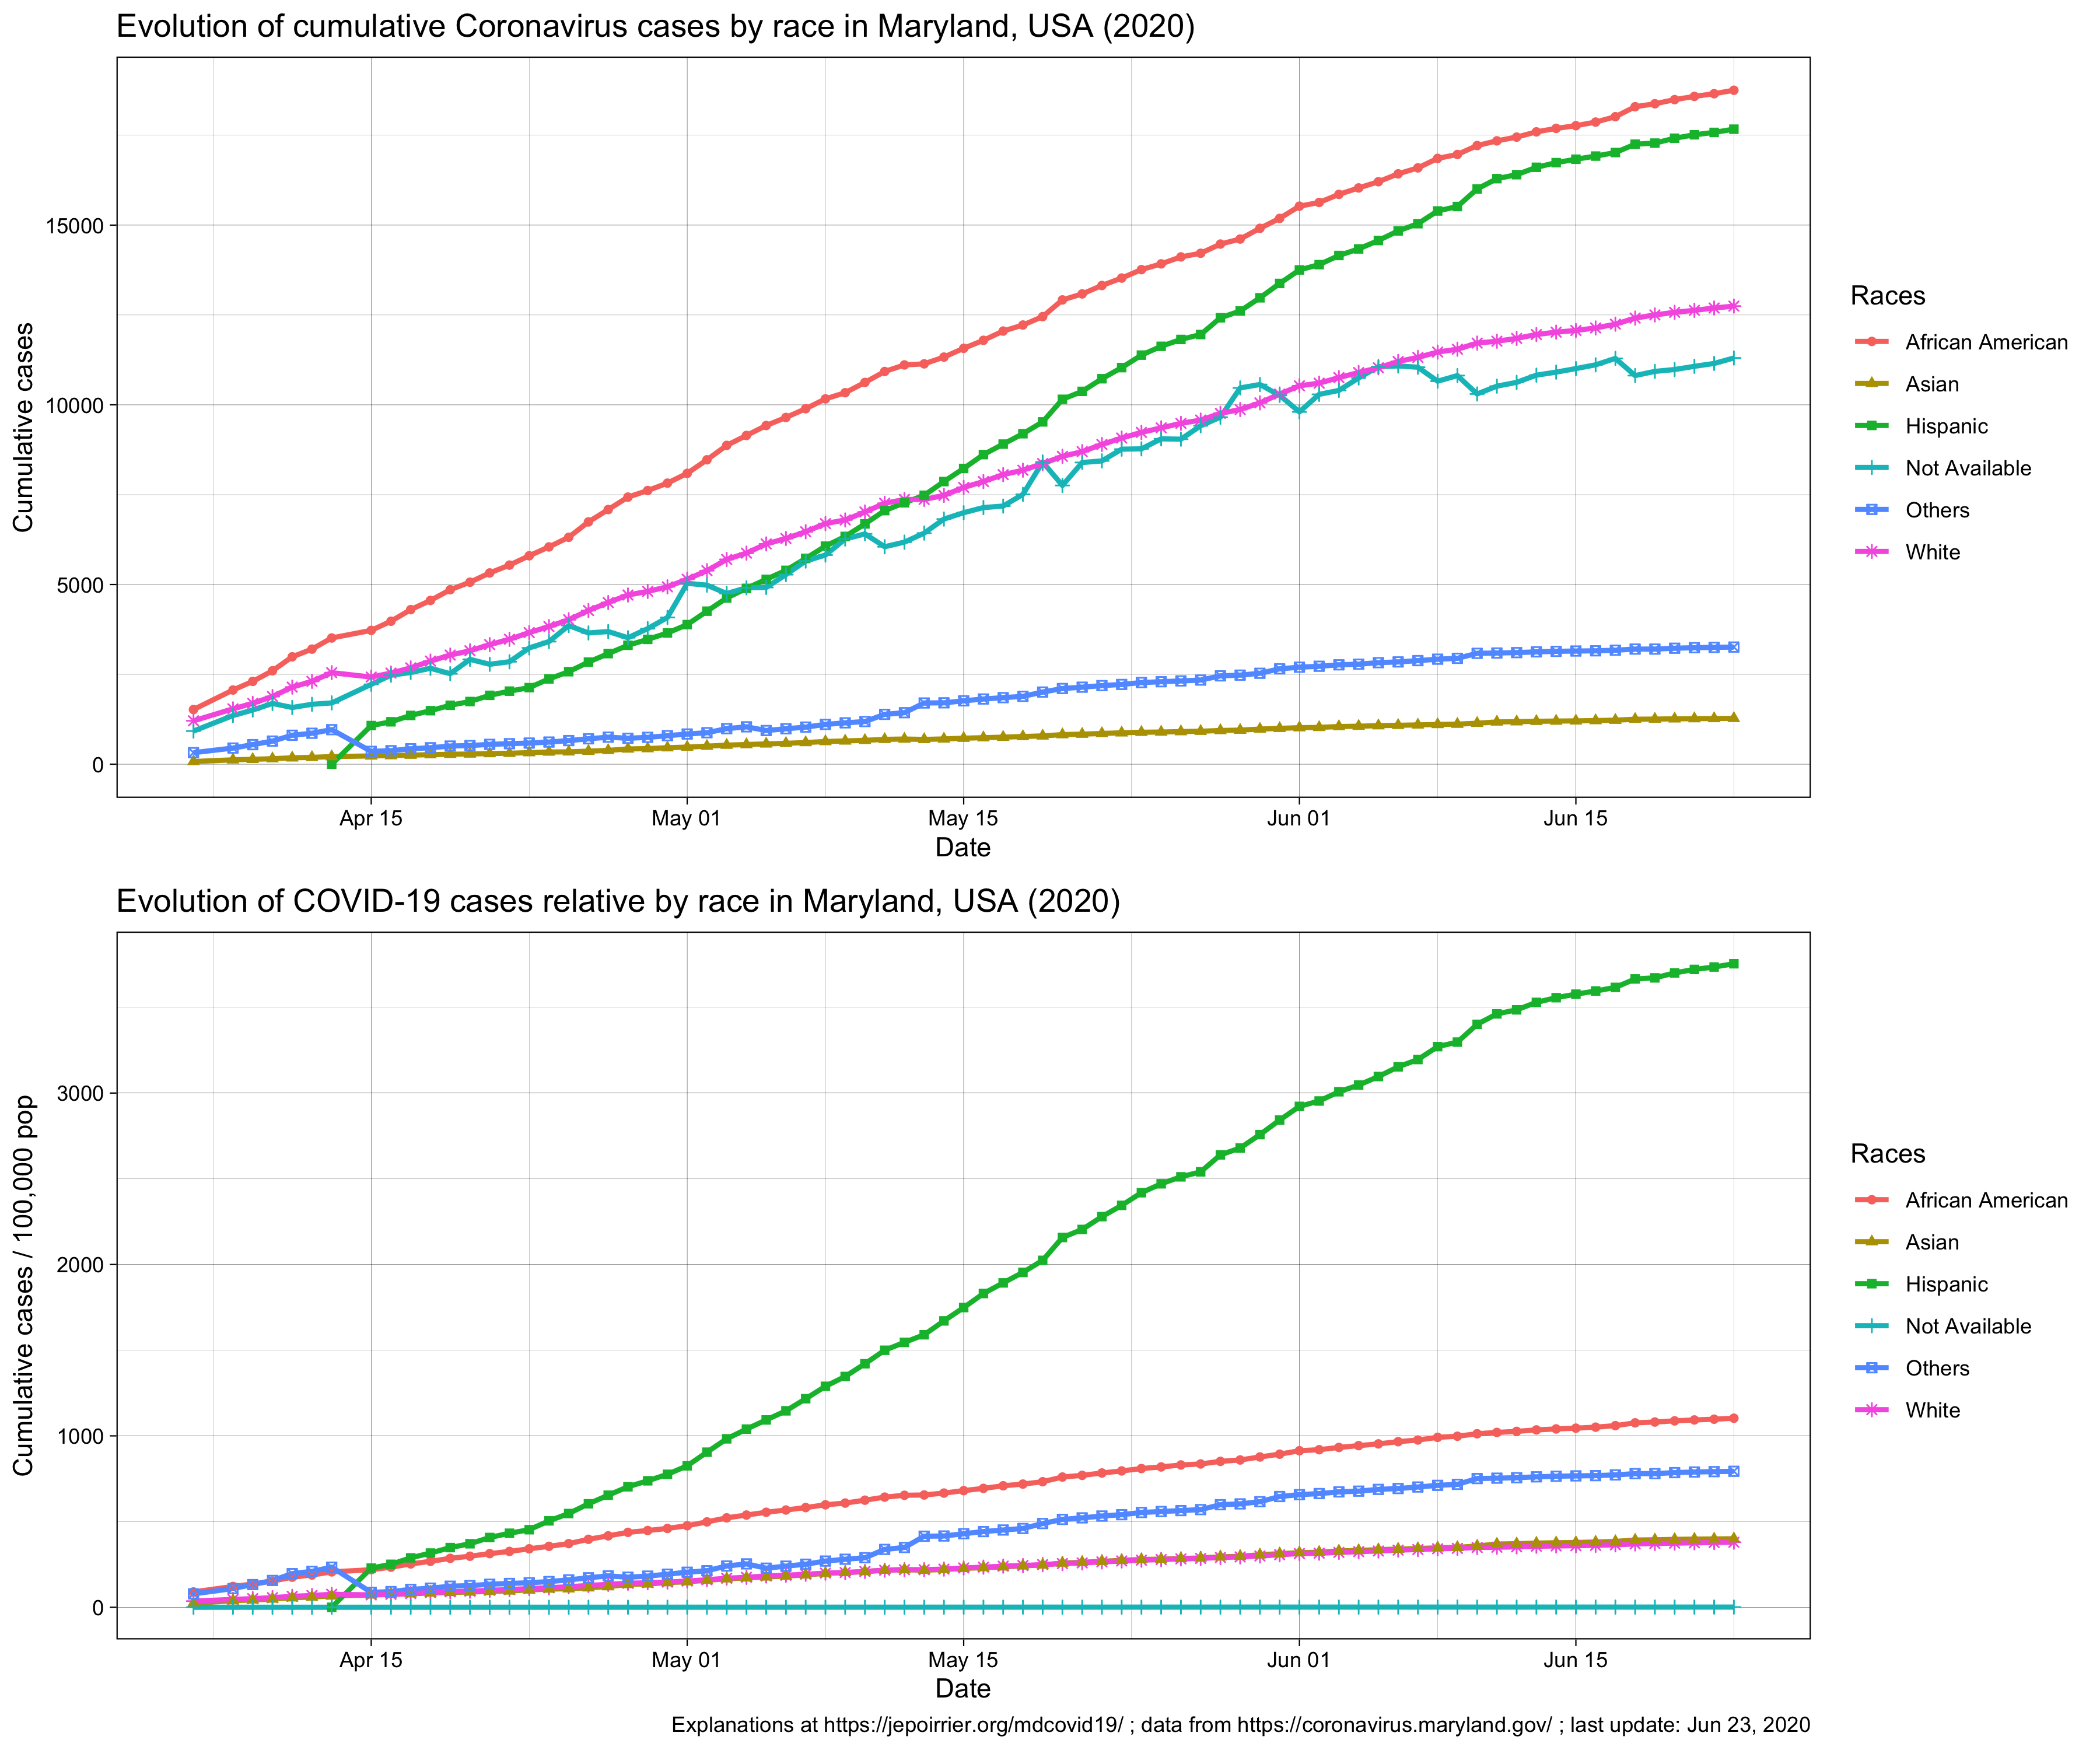 Evolution of cumulative Coronavirus cases by race in Maryland, USA (2020)
Cumulative cases
15000
10000
5000
0
Apr 15
May 01
May 15
Jun 01
Jun 15
Date
Races
African American
Asian
Hispanic
Not Available
Others
White
Evolution of COVID-19 cases relative by race in Maryland, USA (2020)
Cumulative cases / 100,000 pop
3000
2000
1000
0
Apr 15
May 01
May 15
Jun 01
Jun 15
Date
Races
African American
Asian
Hispanic
Not Available
Others
White
Explanations at https://jepoirrier.org/mdcovid19/ ; data from https://coronavirus.maryland.gov/ ; last update: Jun 23, 2020